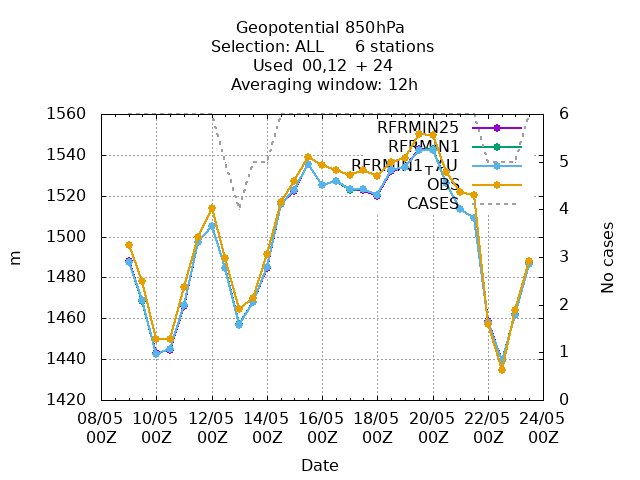 Geopotential 850hPa
Selection: ALL 6 stations
Used 00,12 + 24
Averaging window: 12h
1560 6
RFRMIN25
RFRMIN1
1540 5
RFRMIN1_TAU
OBS
1520 4
CASES
1500
1480 3
1460 2
1440 1
1420 0
m
No cases
08/05 10/05 12/05 14/05 16/05 18/05 20/05 22/05 24/05
00Z 00Z 00Z 00Z 00Z 00Z 00Z 00Z 00Z
Date